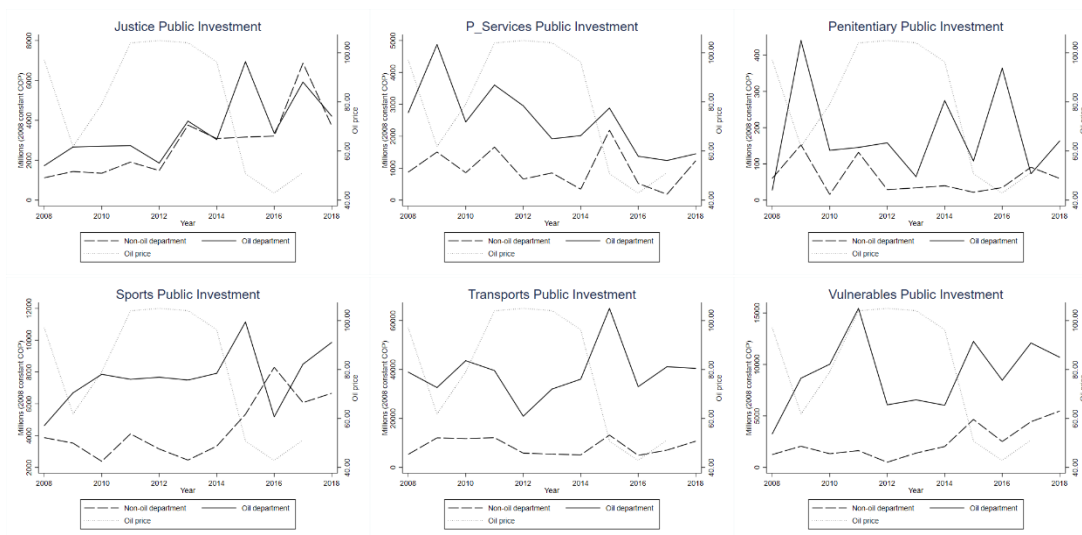 Justice Public Investment
Millions (2008 constant COP)
8000
6000
4000
2000
0
100.00
80.00
60.00
40.00
Oil price
2008 2010 2012 2014 2016 2018
Year
Non-oil department Oil department
Oil price
P_Services Public Investment
Millions (2008 constant COP)
5000
4000
3000
2000
1000
0
100.00
80.00
60.00
40.00
Oil price
2008 2010 2012 2014 2016 2018
Year
Non-oil department Oil department
Oil price
Penitentiary Public Investment
Millions (2008 constant COP)
400
300
200
100
0
100.00
80.00
60.00
40.00
Oil price
2008 2010 2012 2014 2016 2018
Year
Non-oil department Oil department
Oil price
Sports Public Investment
Millions (2008 constant COP)
12000
10000
8000
6000
4000
2000
100.00
80.00
60.00
40.00
Oil price
2008 2010 2012 2014 2016 2018
Year
Non-oil department Oil department
Oil price
Transports Public Investment
Millions (2008 constant COP)
60000
40000
20000
0
100.00
80.00
60.00
40.00
Oil price
2008 2010 2012 2014 2016 2018
Year
Non-oil department Oil department
Oil price
Vulnerables Public Investment
Millions (2008 constant COP)
15000
10000
5000
0
100.00
80.00
60.00
40.00
Oil price
2008 2010 2012 2014 2016 2018
Year
Non-oil department Oil department
Oil price